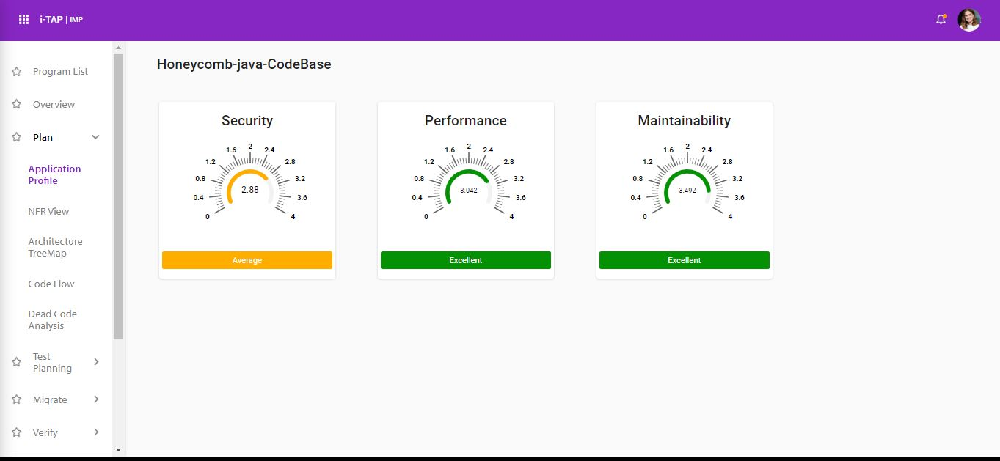 i-TAP | IMP
Program List
Overview
Plan
Application
Profile
NFR View
Architecture
TreeMap
Code Flow
Dead Code
Analysis
Test
Planning
Migrate
Verify
Honeycomb-java-CodeBase
Security
0
0.4
0.8
1.2
1.6
2
2.4
2.8
3.2
3.6
4
2.88
Average
Performance
0
0.4
0.8
1.2
1.6
2
2.4
2.8
3.2
3.6
4
3.042
Excellent
Maintainability
0
0.4
0.8
1.2
1.6
2
2.4
2.8
3.2
3.6
4
3.492
Excellent